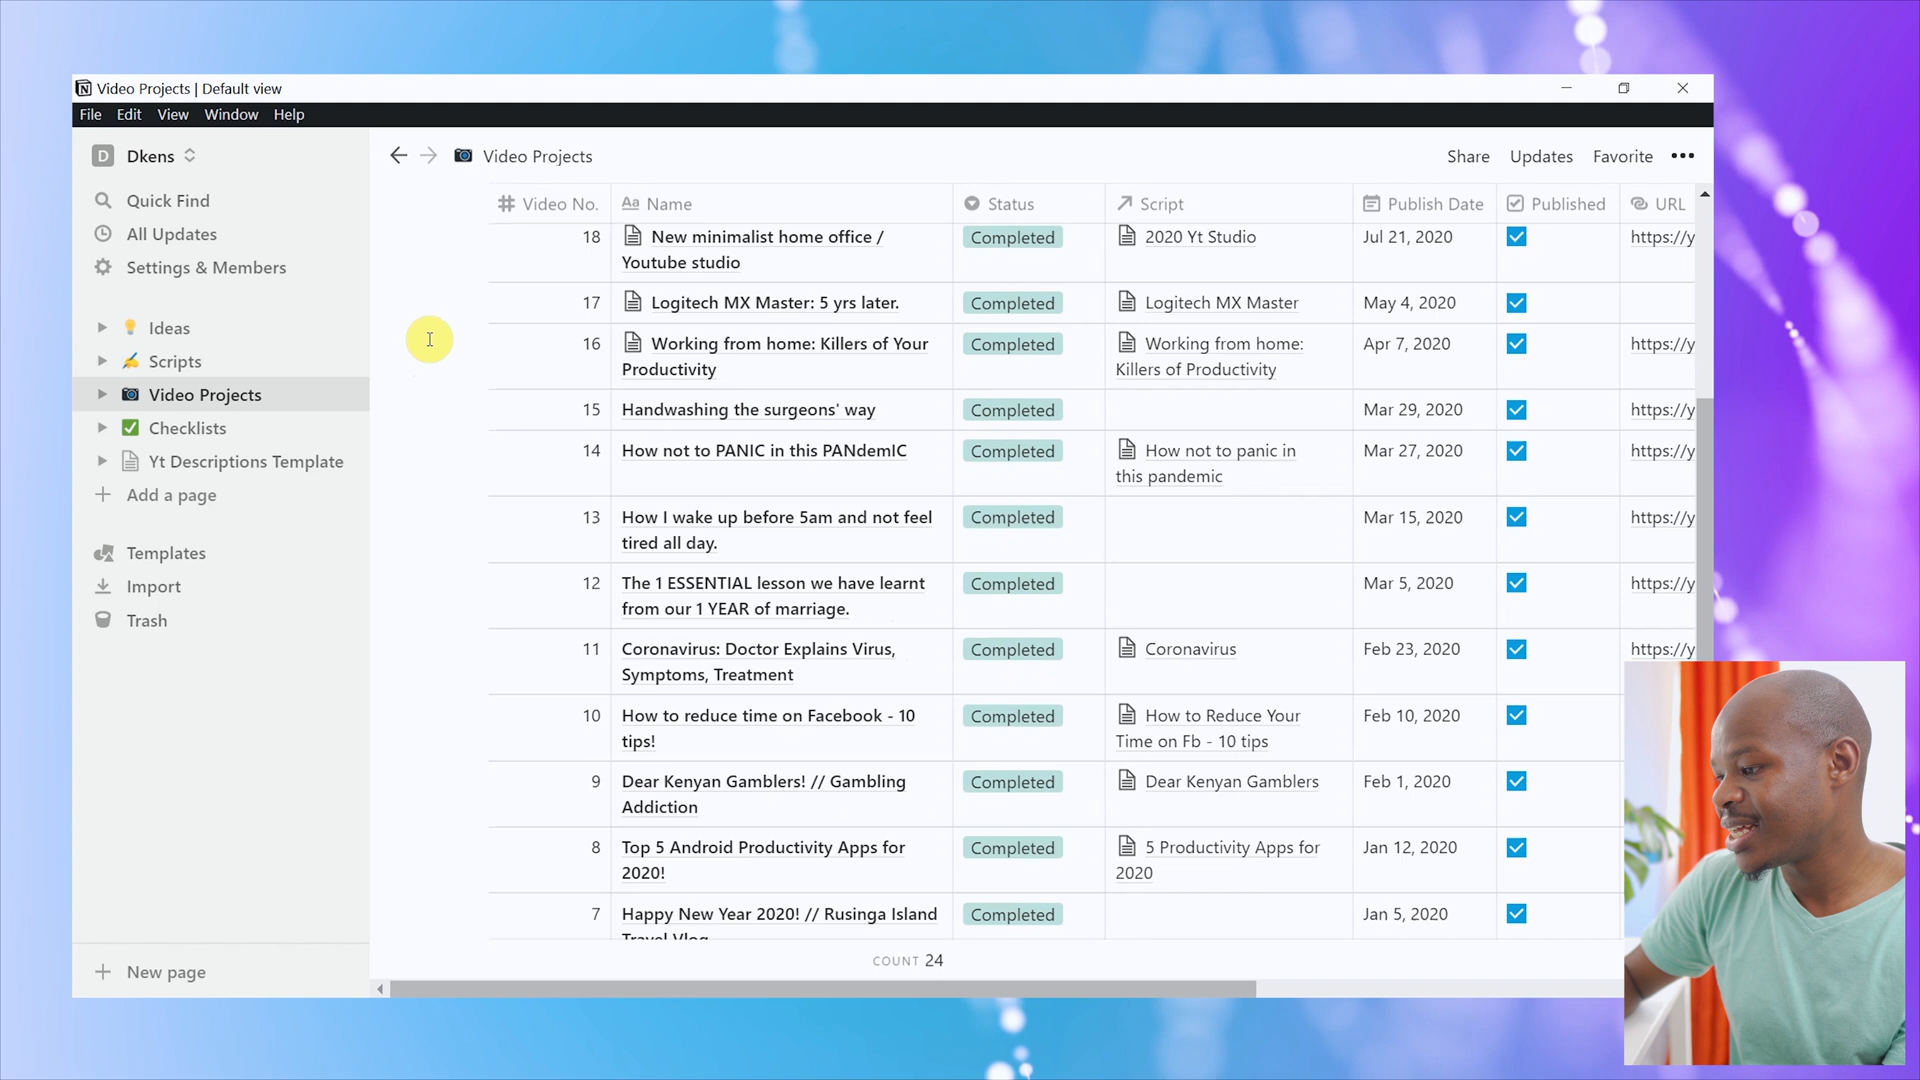 Video Projects | Default view
File Edit View Window Help
D Dkens
Quick Find
All Updates
Settings & Members
Ideas
Scripts
Video Projects
Checklists
Yt Descriptions Template
Add a page
Templates
Import
Trash
New page
Video Projects
Share Updates Favorite
Video No. Aa Name Status Script Publish Date Published URL
18 New minimalist home office / Completed 2020 Yt Studio Jul 21, 2020 https://y
Youtube studio
17 Logitech MX Master: 5 yrs later. Completed Logitech MX Master May 4, 2020
16 Working from home: Killers of Your Completed Working from home: Apr 7, 2020 https://y
Productivity Killers of Productivity
15 Handwashing the surgeons' way Completed Mar 29, 2020 https://y
14 How not to PANIC in this PANdemIC Completed How not to panic in Mar 27, 2020 https://y
this pandemic
13 How I wake up before 5am and not feel Completed Mar 15, 2020 https://y
tired all day.
12 The 1 ESSENTIAL lesson we have learnt Completed Mar 5, 2020 https://y
from our 1 YEAR of marriage.
11 Coronavirus: Doctor Explains Virus, Completed Coronavirus Feb 23, 2020 https://y
Symptoms, Treatment
10 How to reduce time on Facebook - 10 Completed How to Reduce Your Feb 10, 2020
tips! Time on Fb - 10 tips
9 Dear Kenyan Gamblers! // Gambling Completed Dear Kenyan Gamblers Feb 1, 2020
Addiction
8 Top 5 Android Productivity Apps for Completed 5 Productivity Apps for Jan 12, 2020
2020! 2020
7 Happy New Year 2020! // Rusinga Island Completed Jan 5, 2020
Travel Vlog
COUNT 24